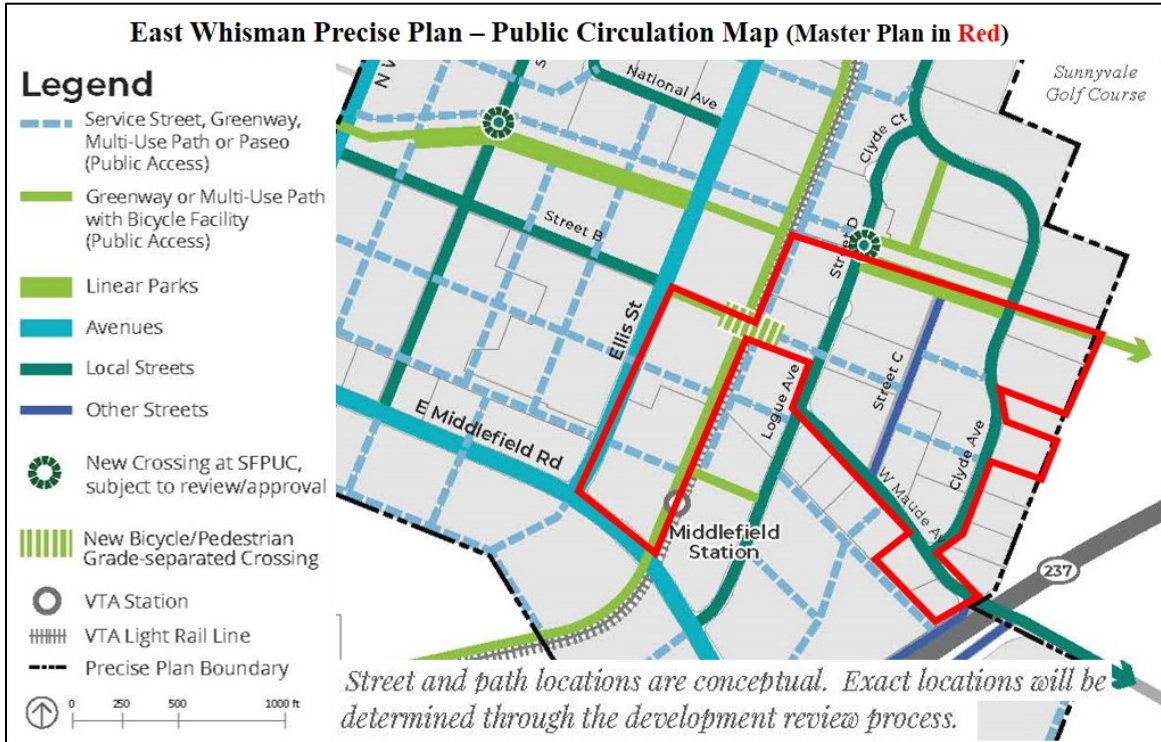 East Whisman Precise Plan – Public Circulation Map (Master Plan in Red)
Legend
Service Street, Greenway,
Multi-Use Path or Paseo
(Public Access)
Greenway or Multi-Use Path
with Bicycle Facility
(Public Access)
Linear Parks
Avenues
Local Streets
Other Streets
New Crossing at SFPUC,
subject to review/approval
New Bicycle/Pedestrian
Grade-separated Crossing
VTA Station
VTA Light Rail Line
Precise Plan Boundary
0 250 500 1000 ft
N
S
National Ave
Sunnyvale
Golf Course
Clyde Ct
Street B
Street D
Ellis St
E Middlefield Rd
Logue Ave
Street C
Clyde Ave
W Maude Ave
Middlefield
Station
237
Street and path locations are conceptual. Exact locations will be
determined through the development review process.